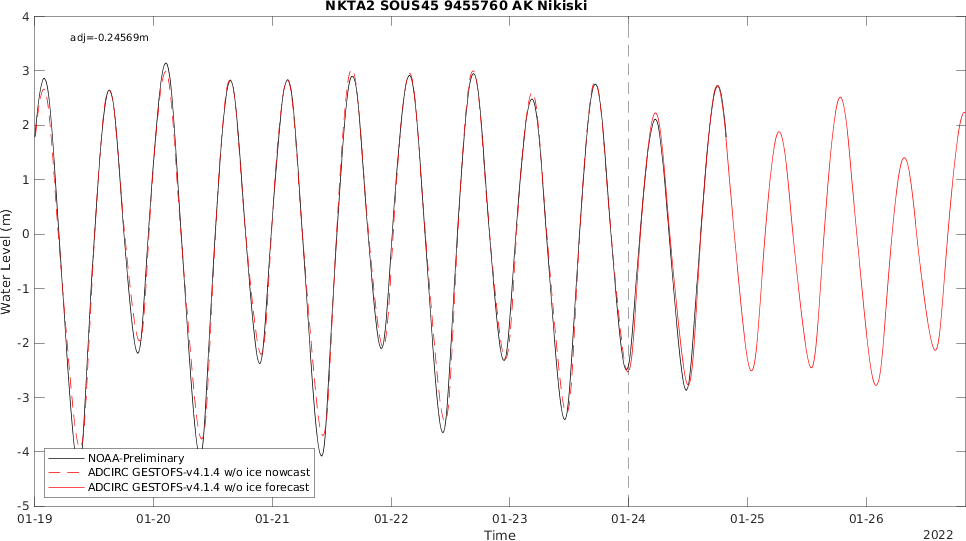 NKTA2 SOUS45 9455760 AK Nikiski
adj=-0.24569m
4
3
2
1
0
-1
-2
-3
-4
-5
Water Level (m)
NOAA-Preliminary
ADCIRC GESTOFS-v4.1.4 w/o ice nowcast
ADCIRC GESTOFS-v4.1.4 w/o ice forecast
01-19 01-20 01-21 01-22 01-23 01-24 01-25 01-26
Time
2022